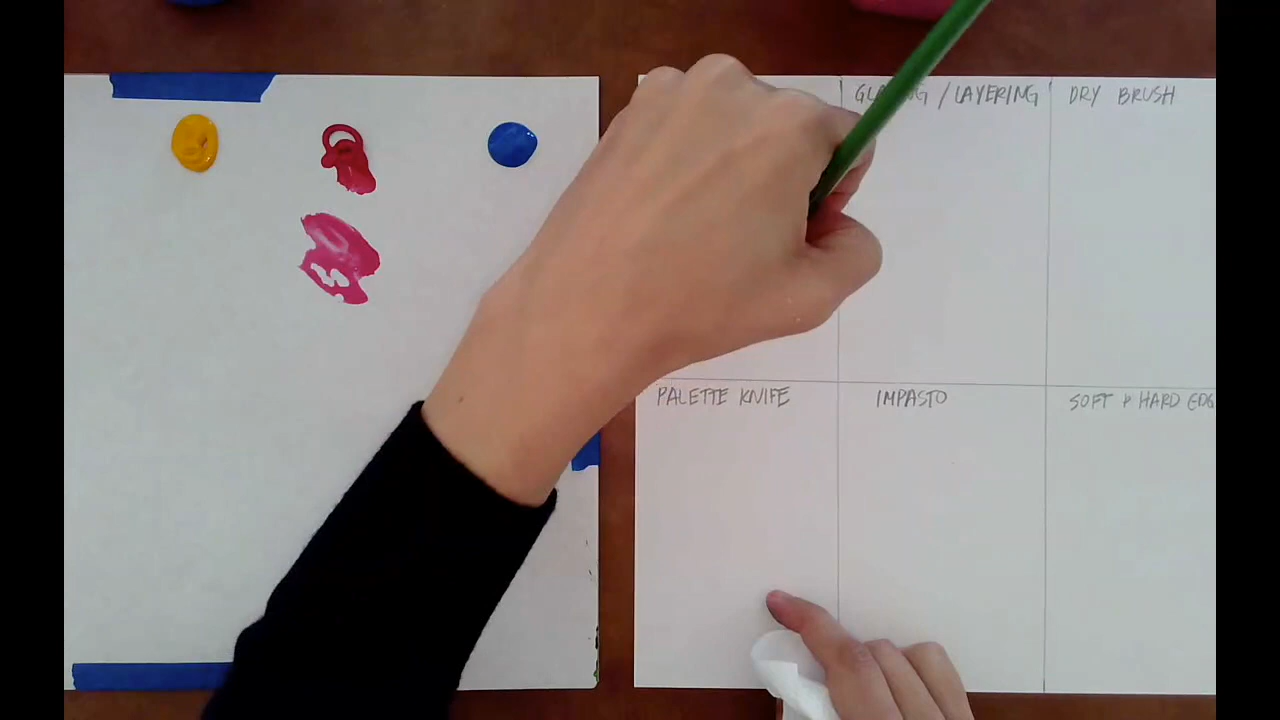 / LAYERING
DRY BRUSH
PALETTE KNIFE
IMPASTO
SOFT & HARD